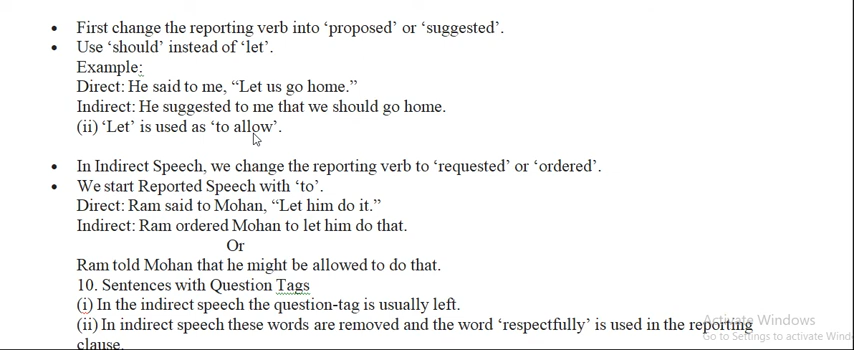 • First change the reporting verb into ‘proposed’ or ‘suggested’.
• Use ‘should’ instead of ‘let’.
Example:
Direct: He said to me, “Let us go home.”
Indirect: He suggested to me that we should go home.
(ii) ‘Let’ is used as ‘to allow’.
• In Indirect Speech, we change the reporting verb to ‘requested’ or ‘ordered’.
• We start Reported Speech with ‘to’.
Direct: Ram said to Mohan, “Let him do it.”
Indirect: Ram ordered Mohan to let him do that.
Or
Ram told Mohan that he might be allowed to do that.
10. Sentences with Question Tags
(i) In the indirect speech the question-tag is usually left.
(ii) In indirect speech these words are removed and the word ‘respectfully’ is used in the reporting
clause.
Activate Windows
Go to Settings to activate Wind